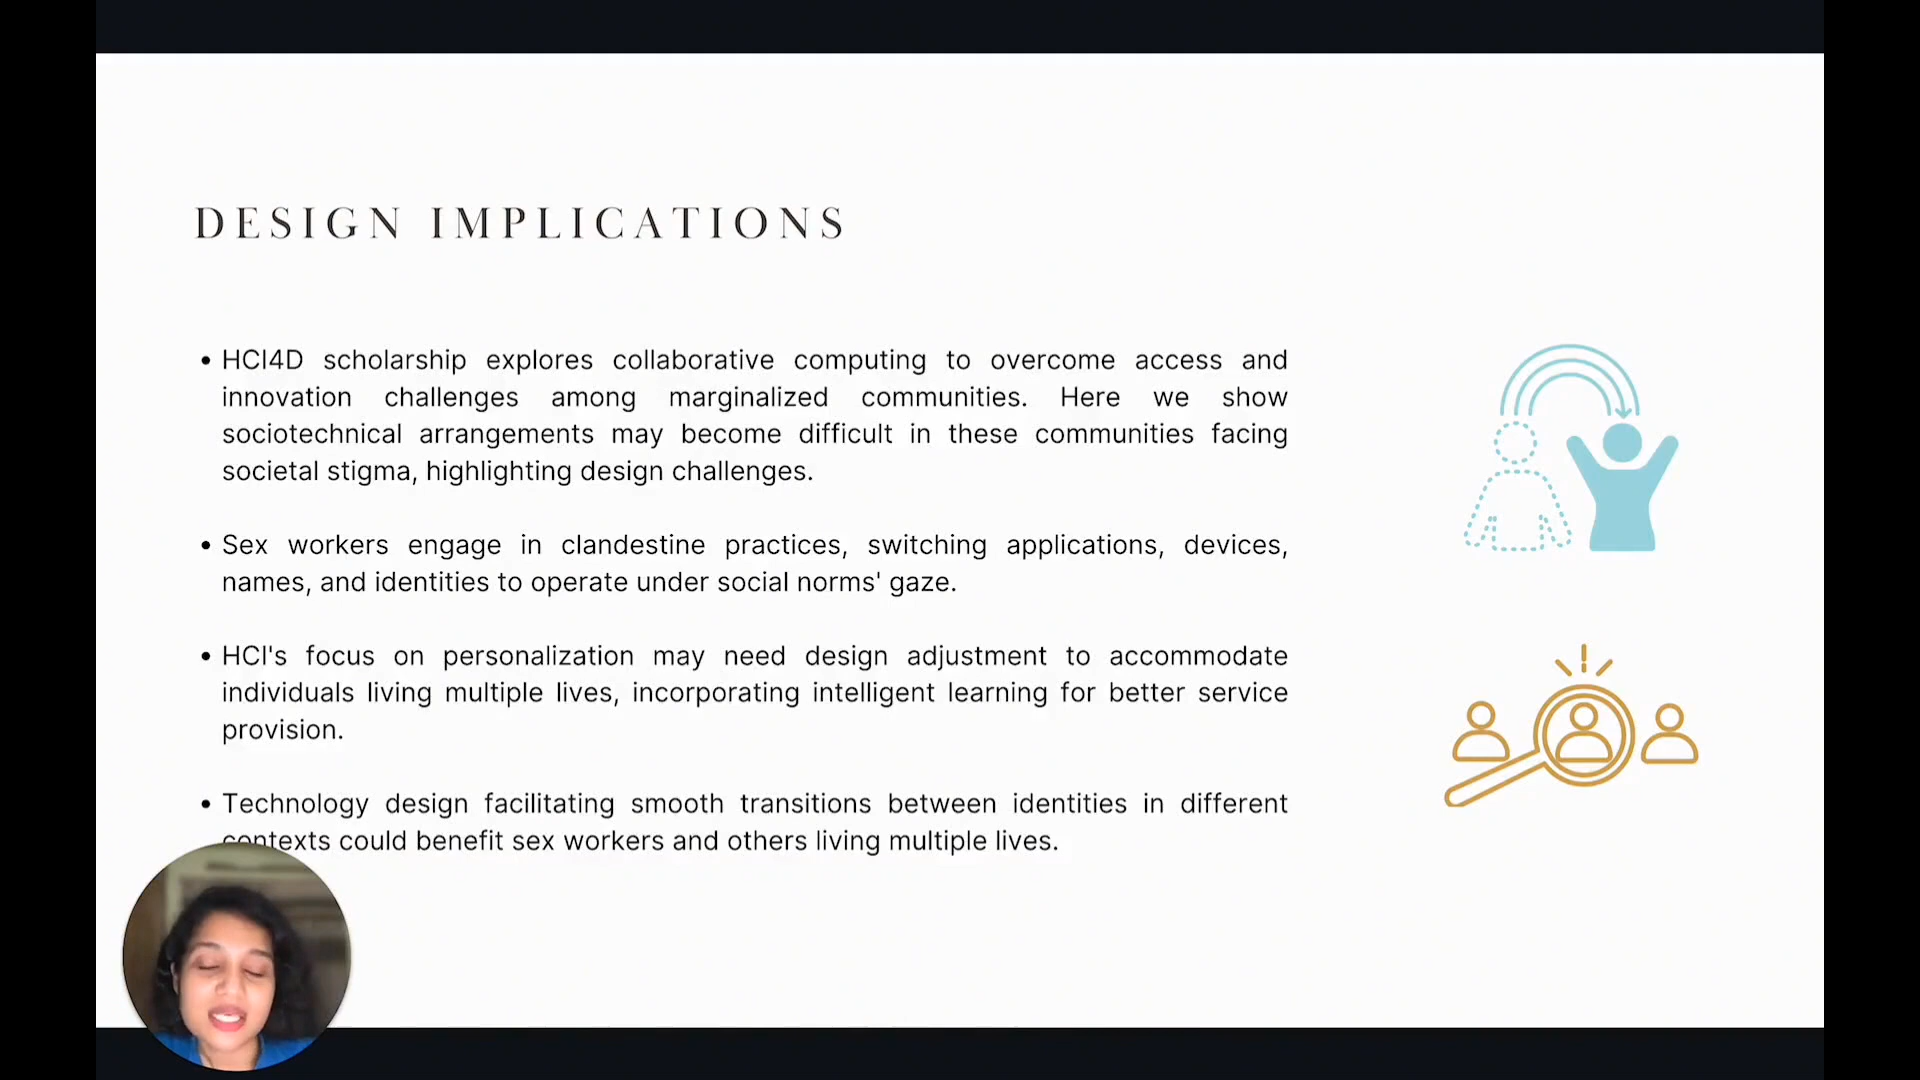 DESIGN IMPLICATIONS
• HCI4D scholarship explores collaborative computing to overcome access and
innovation challenges among marginalized communities. Here we show
sociotechnical arrangements may become difficult in these communities facing
societal stigma, highlighting design challenges.
• Sex workers engage in clandestine practices, switching applications, devices,
names, and identities to operate under social norms' gaze.
• HCI's focus on personalization may need design adjustment to accommodate
individuals living multiple lives, incorporating intelligent learning for better service
provision.
• Technology design facilitating smooth transitions between identities in different
contexts could benefit sex workers and others living multiple lives.